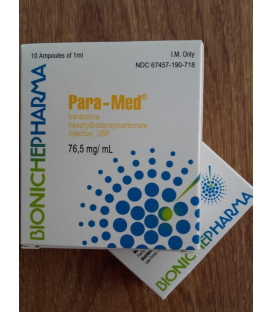 10 Ampoules of 1ml
I.M. Only
NDC 67457-190-718
Para-Med©
trenbolone
hexahydrobenzylcarbonate
injection, USP
76,5 mg/mL
BIONICHEPHARMA
BIONICHEPHARMA